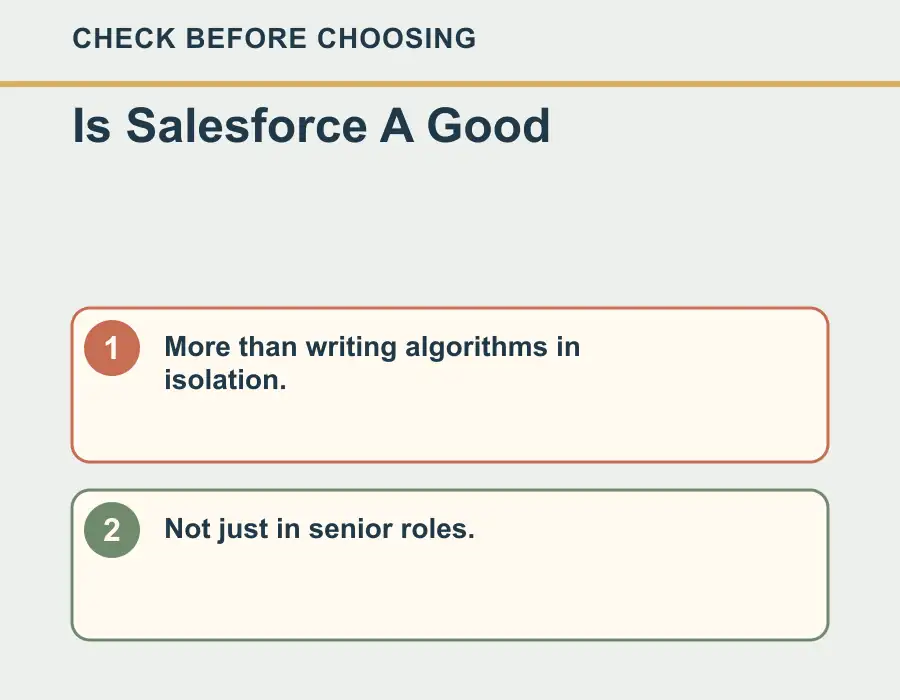 CHECK BEFORE CHOOSING
Is Salesforce A Good
1
More than writing algorithms in
isolation.
2
Not just in senior roles.